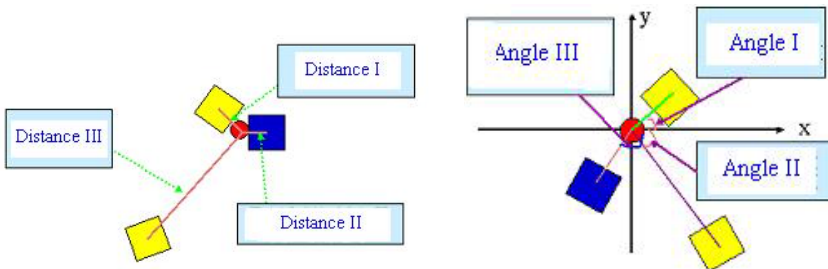 Distance I
Distance III
Distance II
y
Angle III
Angle I
x
Angle II